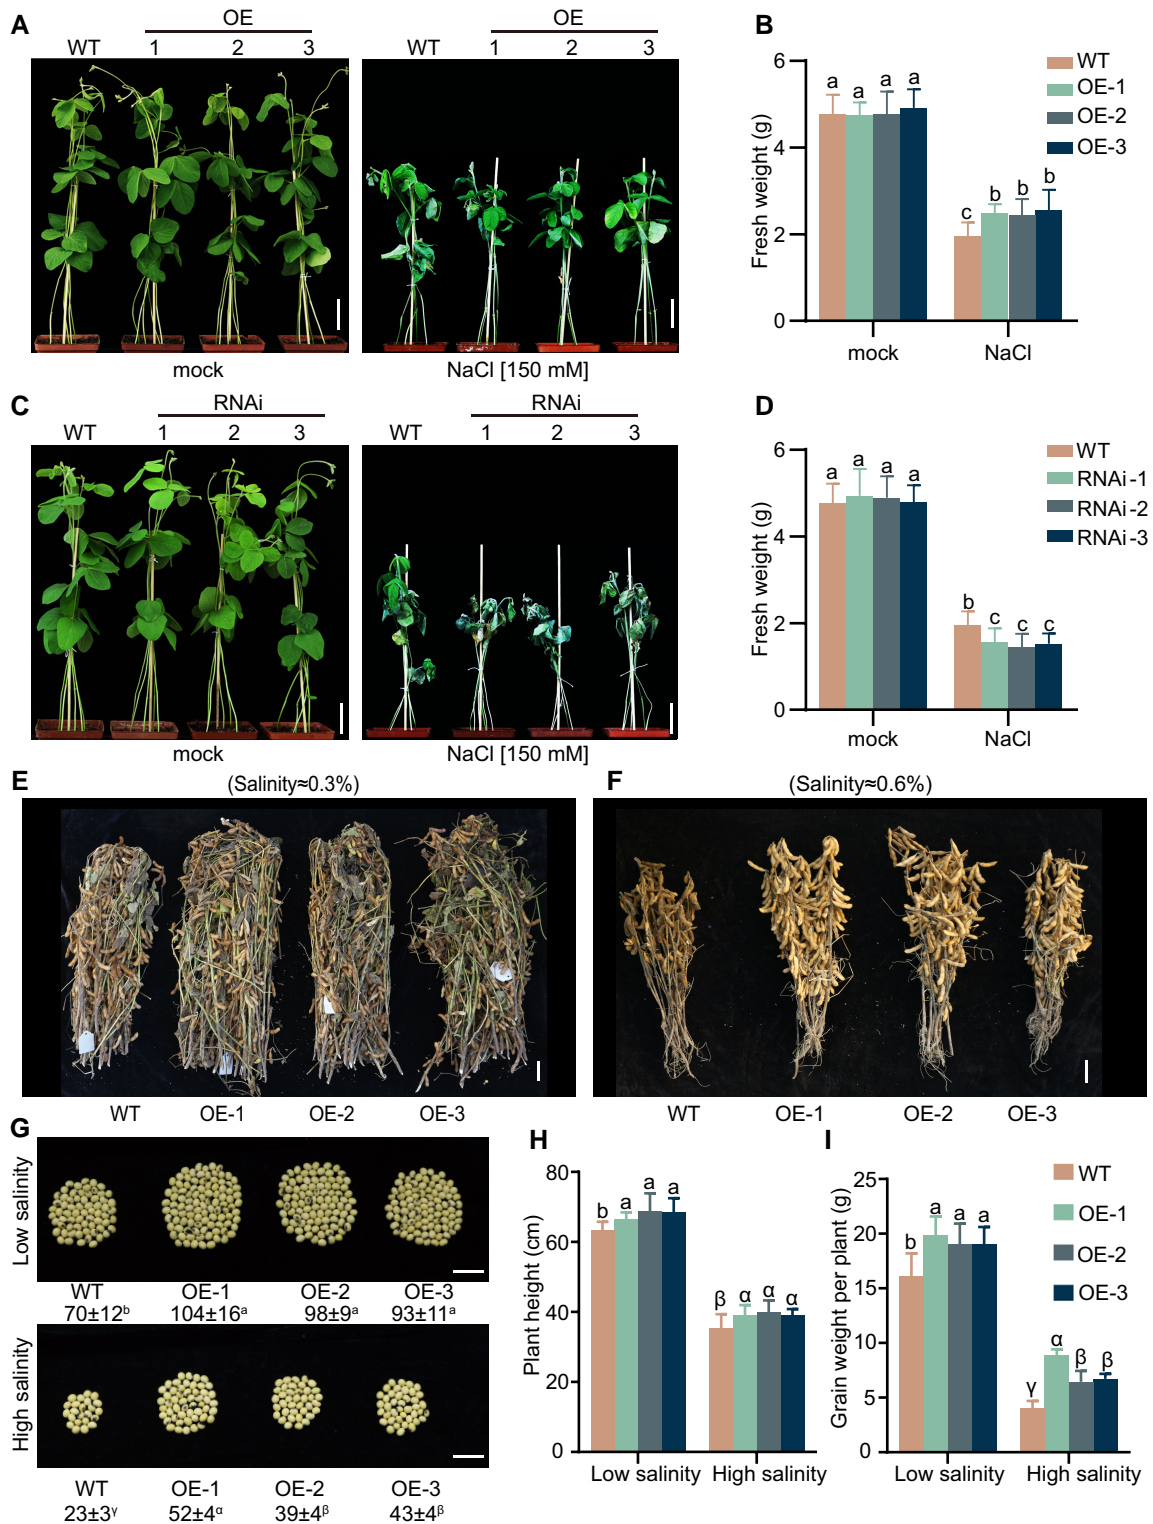 A
OE
WT 1 2 3
OE
WT 1 2 3
mock
NaCl [150 mM]
B
Fresh weight (g)
6
4
2
0
a a a a
c b b b
mock NaCl
WT
OE-1
OE-2
OE-3
C
RNAi
WT 1 2 3
RNAi
WT 1 2 3
mock
NaCl [150 mM]
D
Fresh weight (g)
6
4
2
0
a a a a
b c c c
mock NaCl
WT
RNAi-1
RNAi-2
RNAi-3
E
(Salinity≈0.3%)
WT OE-1 OE-2 OE-3
F
(Salinity≈0.6%)
WT OE-1 OE-2 OE-3
G
Low salinity
WT OE-1 OE-2 OE-3
70±12ᵇ 104±16ᵃ 98±9ᵃ 93±11ᵃ
High salinity
WT OE-1 OE-2 OE-3
23±3ᵞ 52±4ᵅ 39±4ᵝ 43±4ᵝ
H
Plant height (cm)
80
60
40
20
0
b a a a
β α α α
Low salinity High salinity
I
Grain weight per plant (g)
25
20
15
10
5
0
b a a a
γ α β β
Low salinity High salinity
WT
OE-1
OE-2
OE-3